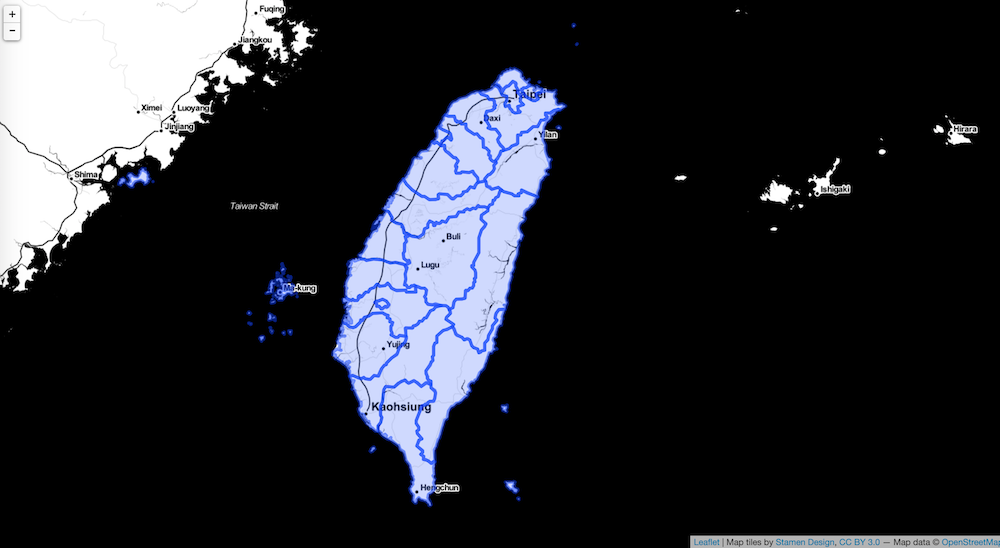 +
−
Fuqing
Jiangkou
Ximei
Luoyang
Jinjiang
Shima
Taiwan Strait
Taipei
Daxi
Yilan
Hirara
Ishigaki
Buli
Lugu
Ma-kung
Yujing
Kaohsiung
Hengchun
Leaflet | Map tiles by Stamen Design, CC BY 3.0 — Map data © OpenStreetMap